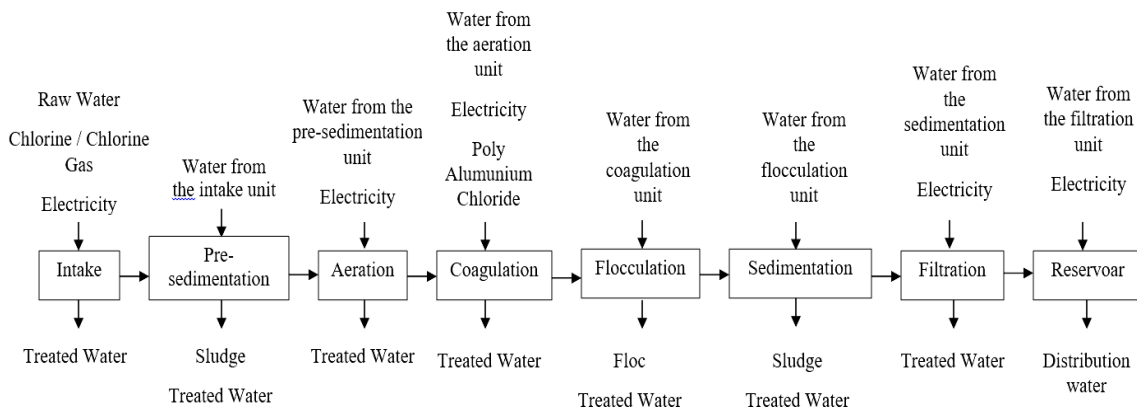 Raw Water
Chlorine / Chlorine
Gas
Electricity
Intake
Treated Water
Water from
the intake unit
Pre-
sedimentation
Sludge
Treated Water
Water from the
pre-sedimentation
unit
Electricity
Aeration
Treated Water
Water from
the aeration
unit
Electricity
Poly
Alumunium
Chloride
Coagulation
Treated Water
Water from
the
coagulation
unit
Flocculation
Floc
Treated Water
Water from
the
flocculation
unit
Sedimentation
Sludge
Treated Water
Water from
the
sedimentation
unit
Electricity
Filtration
Treated Water
Water from
the filtration
unit
Electricity
Reservoar
Distribution
water